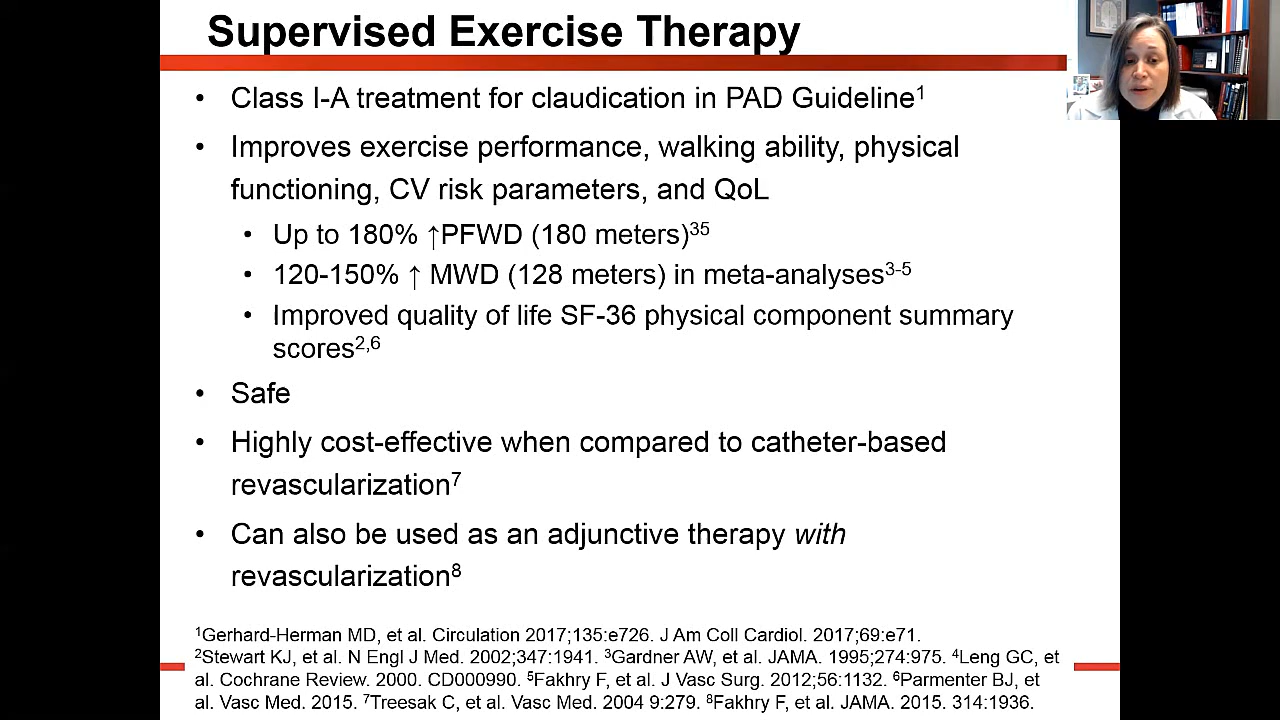 Supervised Exercise Therapy
• Class I-A treatment for claudication in PAD Guideline¹
• Improves exercise performance, walking ability, physical
functioning, CV risk parameters, and QoL
• Up to 180% ↑PFWD (180 meters)³⁵
• 120-150% ↑ MWD (128 meters) in meta-analyses³⁻⁵
• Improved quality of life SF-36 physical component summary
scores²,⁶
• Safe
• Highly cost-effective when compared to catheter-based
revascularization⁷
• Can also be used as an adjunctive therapy with
revascularization⁸
¹Gerhard-Herman MD, et al. Circulation 2017;135:e726. J Am Coll Cardiol. 2017;69:e71.
²Stewart KJ, et al. N Engl J Med. 2002;347:1941. ³Gardner AW, et al. JAMA. 1995;274:975. ⁴Leng GC, et
al. Cochrane Review. 2000. CD000990. ⁵Fakhry F, et al. J Vasc Surg. 2012;56:1132. ⁶Parmenter BJ, et
al. Vasc Med. 2015. ⁷Treesak C, et al. Vasc Med. 2004 9:279. ⁸Fakhry F, et al. JAMA. 2015. 314:1936.